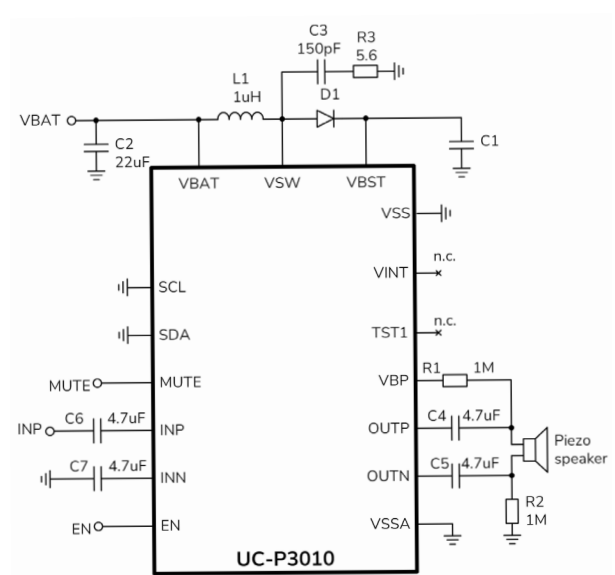 C3
150pF
R3
5.6
L1
1uH
D1
VBAT
C2
22uF
C1
VBAT
VSW
VBST
VSS
n.c.
VINT
SCL
n.c.
SDA
TST1
R1
1M
MUTE
MUTE
VBP
C6
4.7uF
C4
4.7uF
INP
INP
OUTP
Piezo
speaker
C7
4.7uF
C5
4.7uF
INN
OUTN
R2
1M
EN
EN
VSSA
UC-P3010